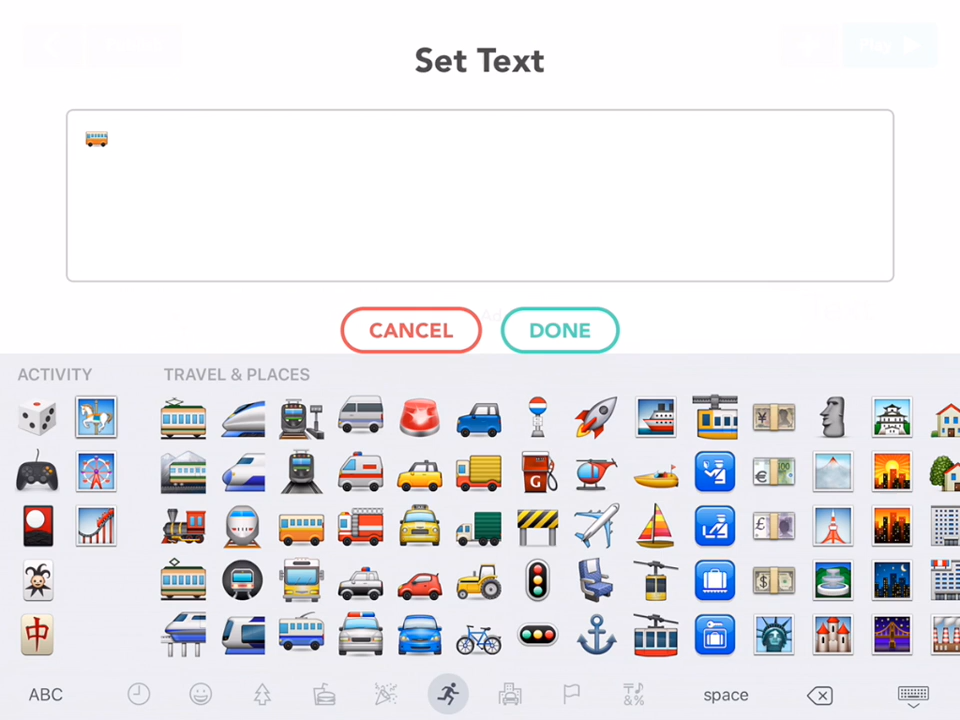 Set Text
🚌
CANCEL
DONE
ACTIVITY
TRAVEL & PLACES
ABC
space